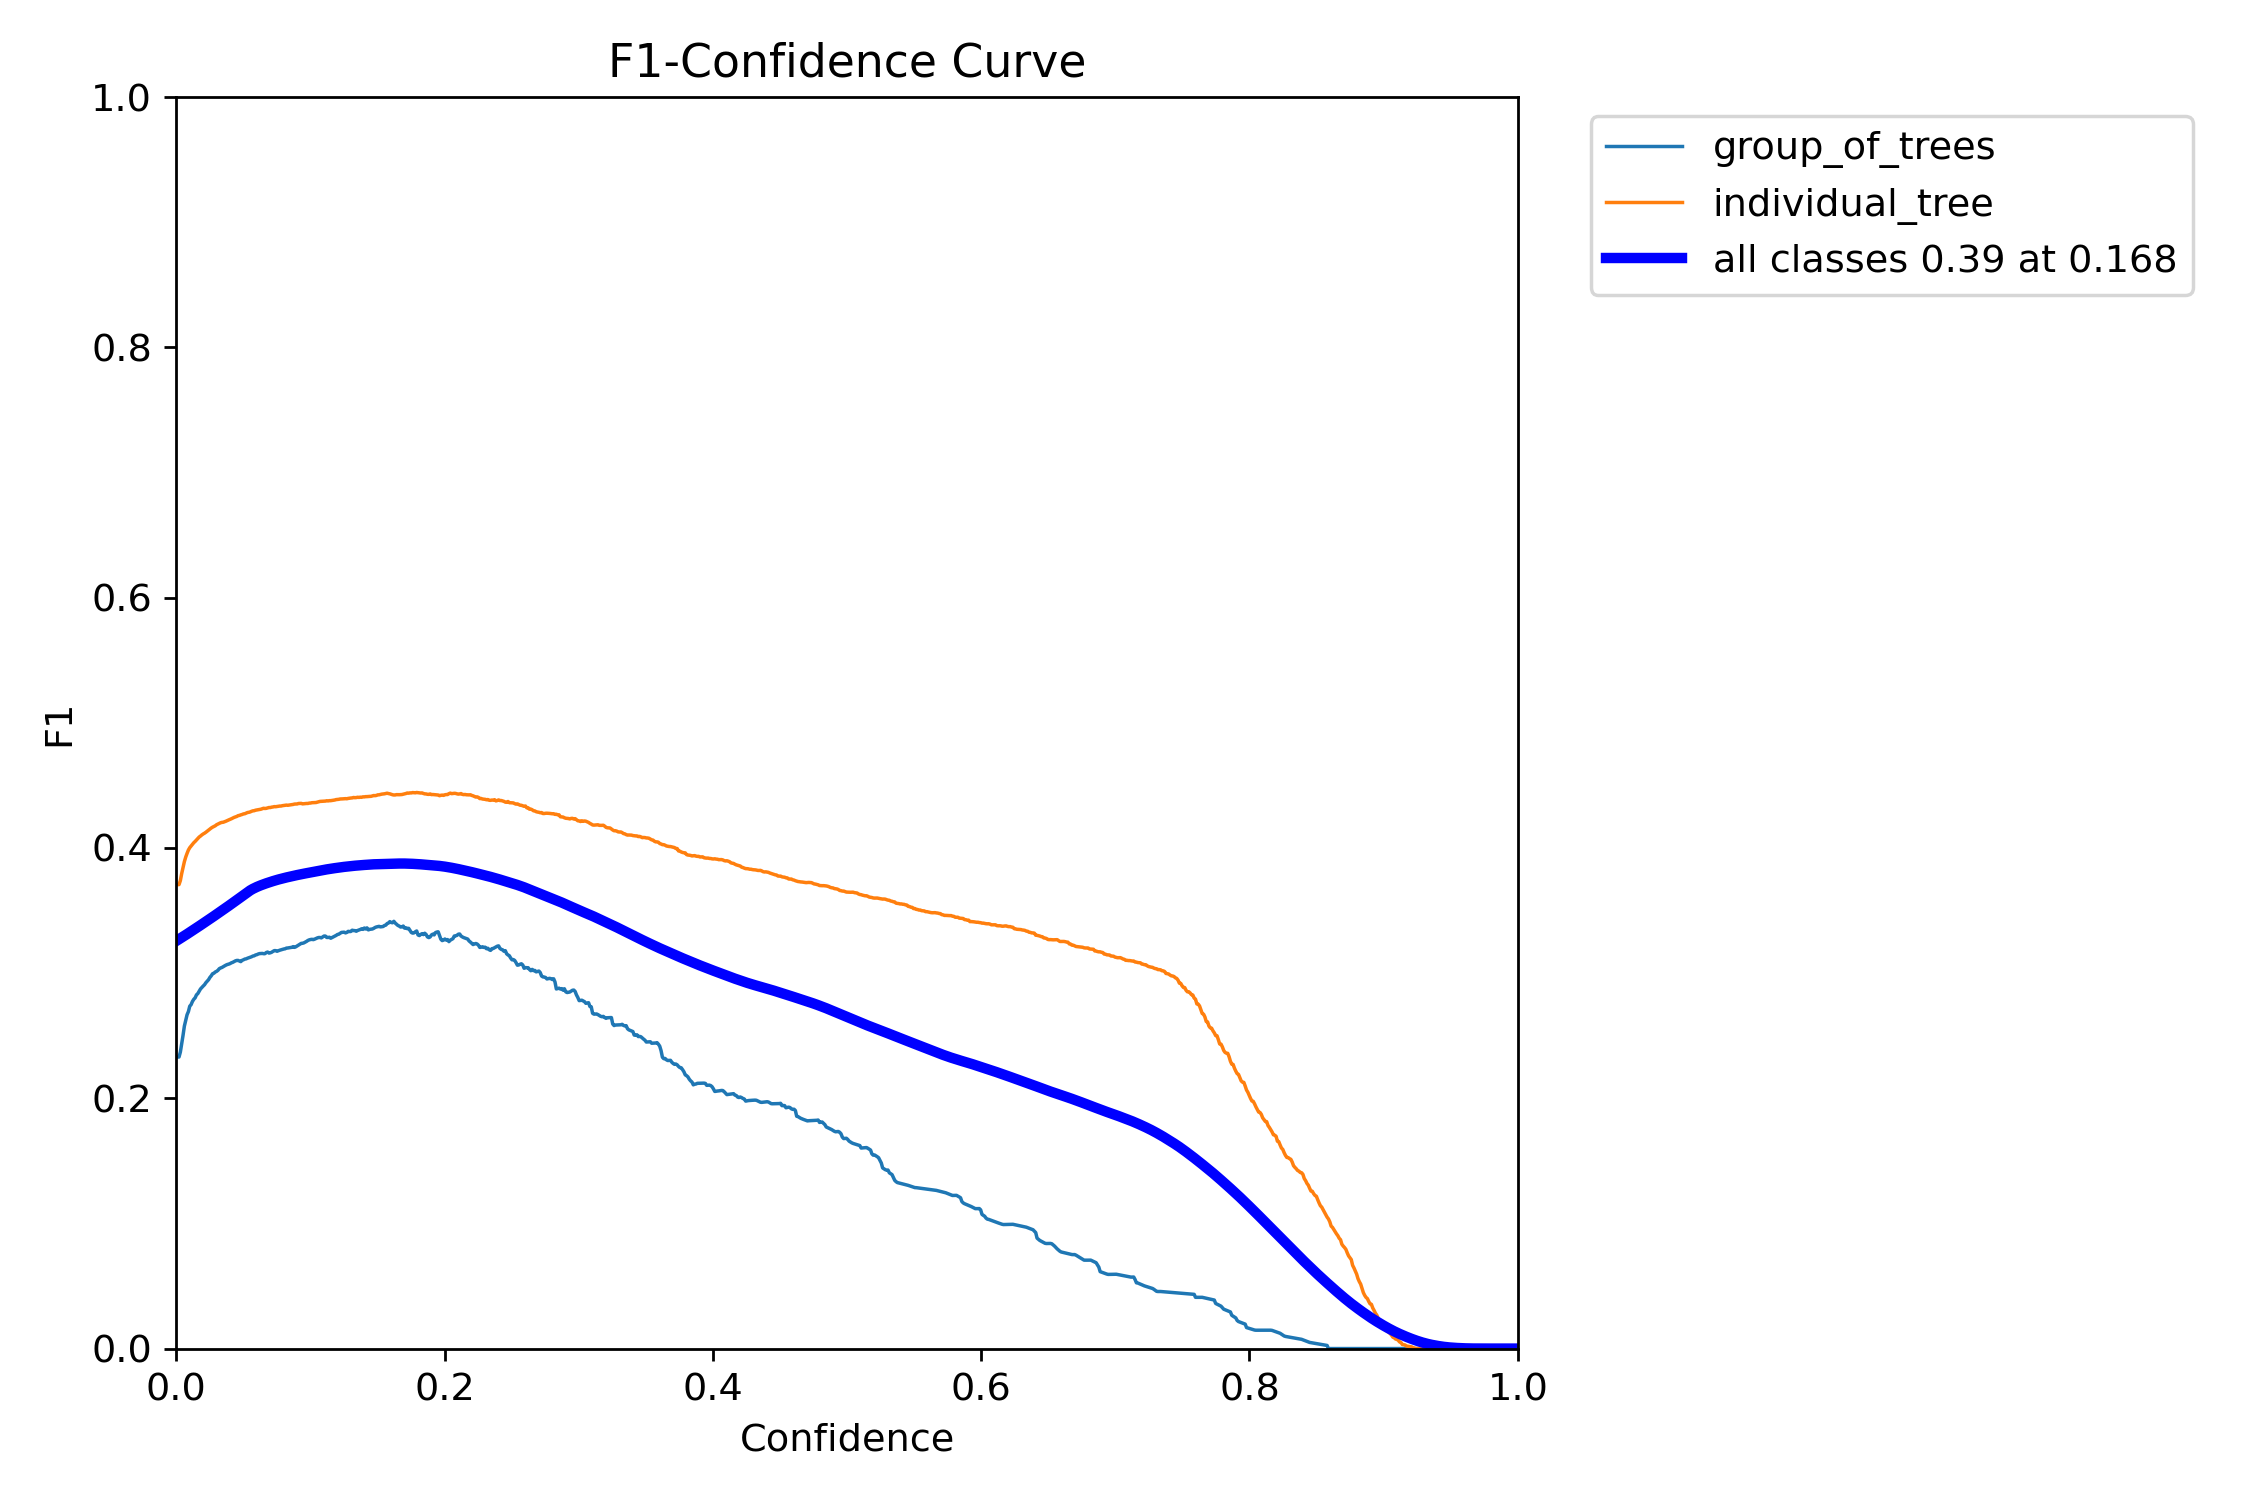 F1-Confidence Curve
1.0
0.8
0.6
0.4
0.2
0.0
F1
0.0 0.2 0.4 0.6 0.8 1.0
Confidence
group_of_trees
individual_tree
all classes 0.39 at 0.168